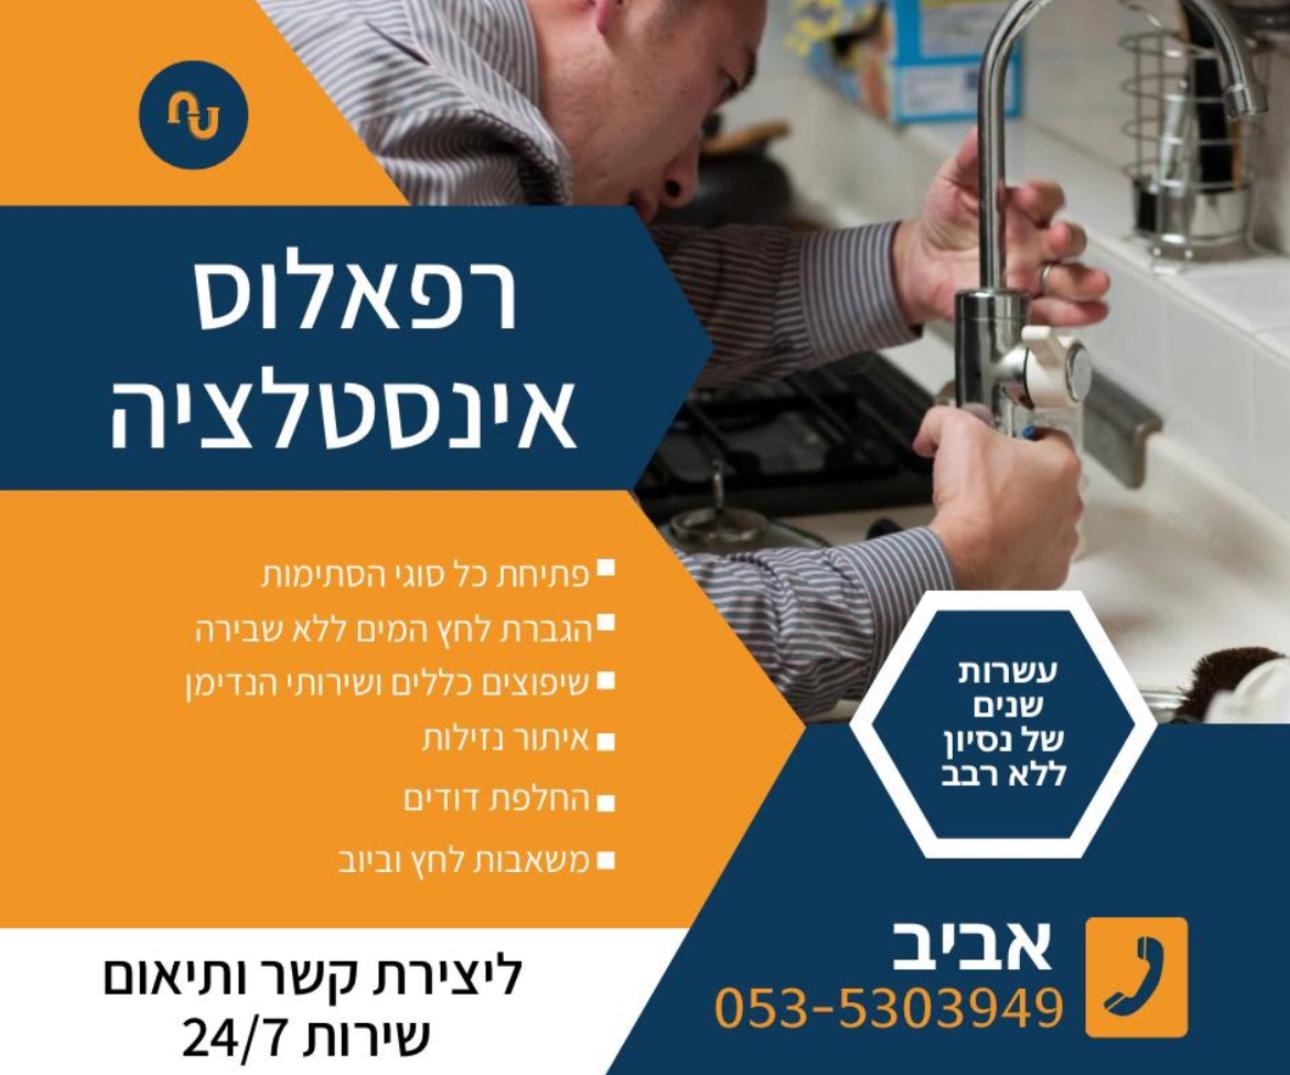 רפאלוס
אינסטלציה
פתיחת כל סוגי הסתימות
הגברת לחץ המים ללא שבירה
שיפוצים כללים ושירותי הנדימן
איתור נזילות
החלפת דודים
משאבות לחץ וביוב
עשרות
שנים
של נסיון
ללא רבב
אביב
053-5303949
ליצירת קשר ותיאום
שירות 24/7